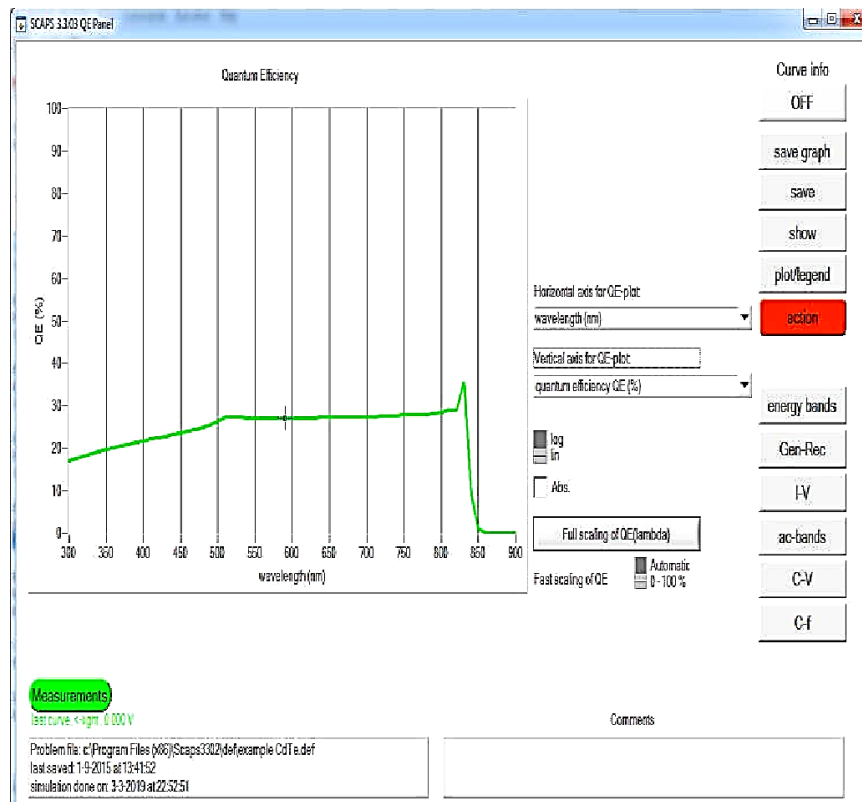 SCAPS 3.3.03 QE Panel
Quantum Efficiency
Curve info
OFF
save graph
save
show
plot/legend
action
energy bands
Gen-Rec
I-V
ac-bands
C-V
C-f
QE (%)
100
90
80
70
60
50
40
30
20
10
0
300 350 400 450 500 550 600 650 700 750 800 850 900
wavelength (nm)
Horizontal axis for QE-plot:
wavelength (nm)
Vertical axis for QE-plot:
quantum efficiency QE (%)
log
lin
Abs.
Full scaling of QE(lambda)
Fast scaling of QE
Automatic
0 - 100 %
Measurements
last curve: <-light, 0.000 V
Problem file: c:\Program Files (x86)\Scaps3302\def\example CdTe.def
last saved: 1-9-2015 at 13:41:52
simulation done on: 3-3-2019 at 22:52:51
Comments